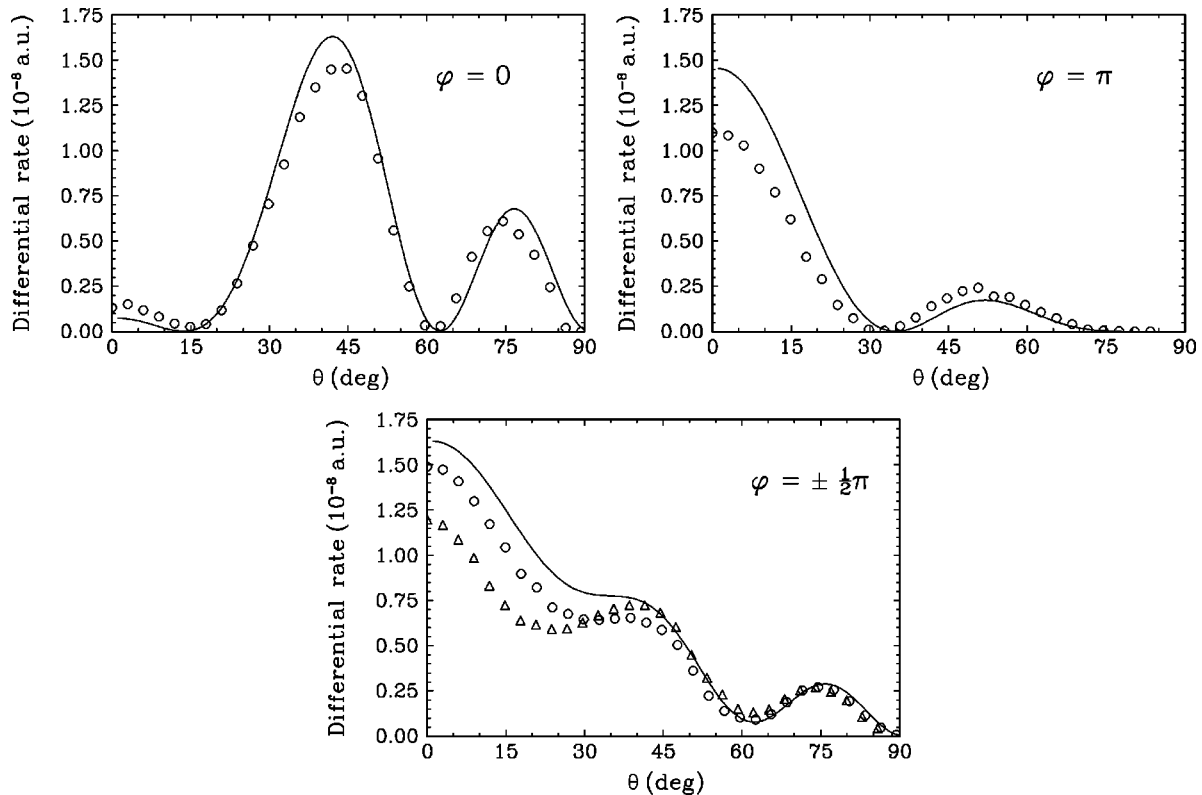 Differential rate (10⁻⁸ a.u.)
1.75
1.50
1.25
1.00
0.75
0.50
0.25
0.00
φ = 0
0 15 30 45 60 75 90
θ (deg)
Differential rate (10⁻⁸ a.u.)
1.75
1.50
1.25
1.00
0.75
0.50
0.25
0.00
φ = π
0 15 30 45 60 75 90
θ (deg)
Differential rate (10⁻⁸ a.u.)
1.75
1.50
1.25
1.00
0.75
0.50
0.25
0.00
φ = ± ½π
0 15 30 45 60 75 90
θ (deg)